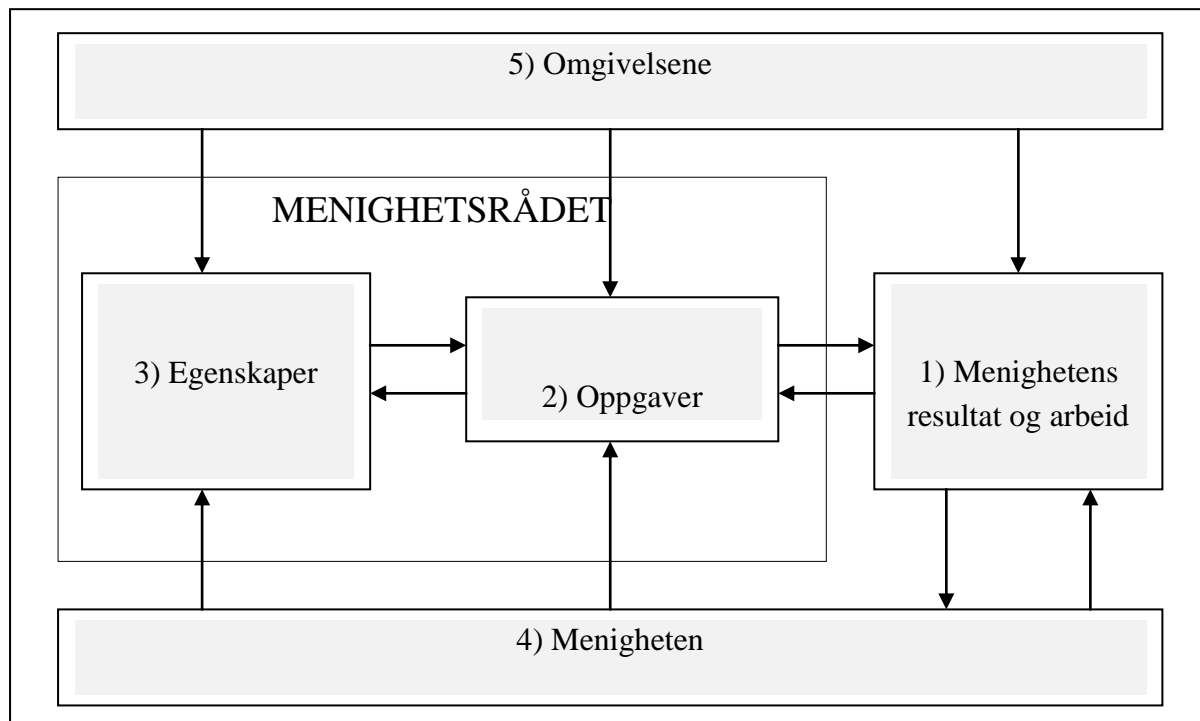 5) Omgivelsene
MENIGHETSRÅDET
3) Egenskaper
2) Oppgaver
1) Menighetens
resultat og arbeid
4) Menigheten